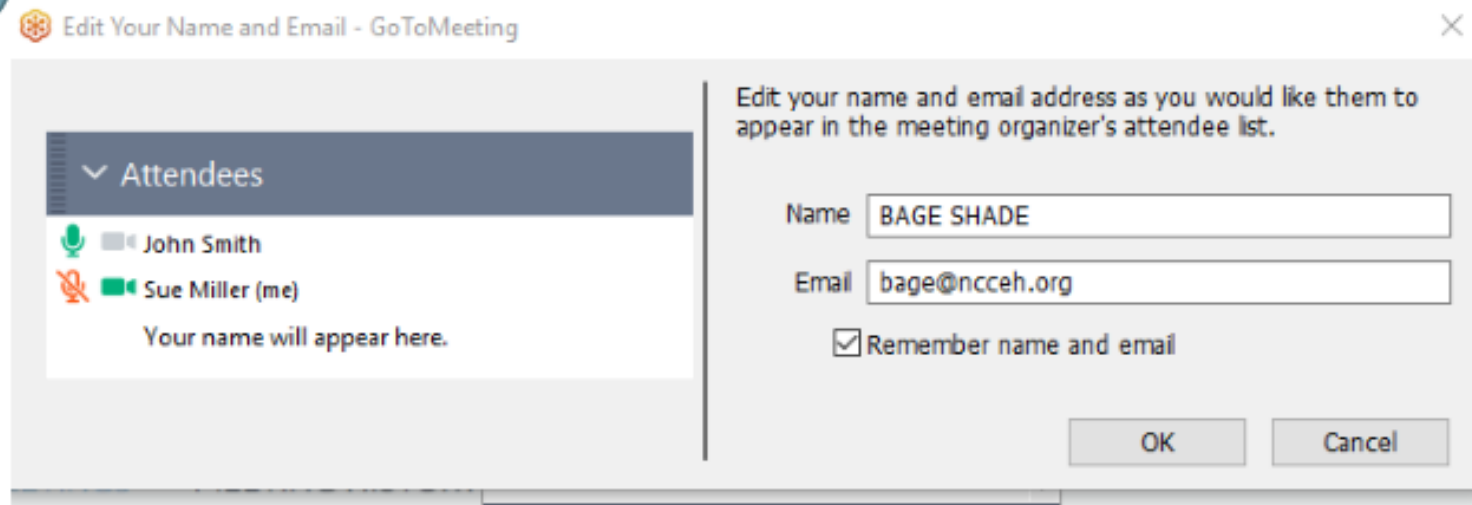 Edit Your Name and Email - GoToMeeting
Attendees
John Smith
Sue Miller (me)
Your name will appear here.
Edit your name and email address as you would like them to
appear in the meeting organizer's attendee list.
Name BAGE SHADE
Email bage@ncceh.org
Remember name and email
OK Cancel